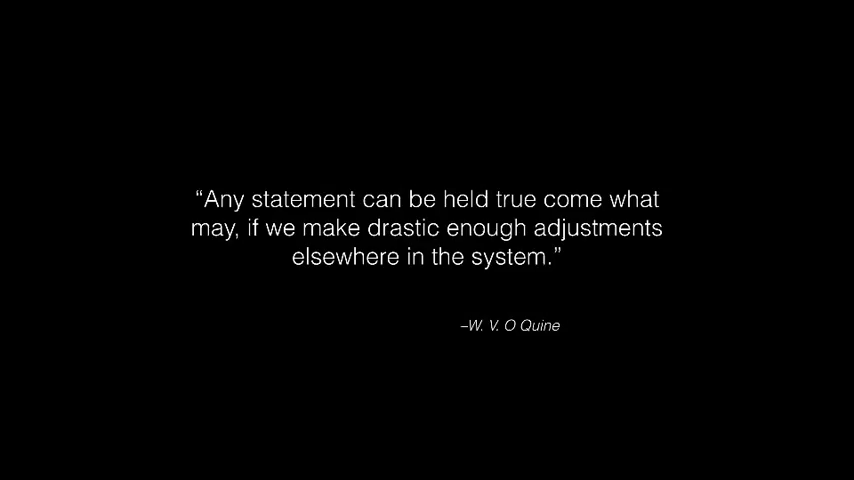 “Any statement can be held true come what
may, if we make drastic enough adjustments
elsewhere in the system.”
–W. V. O Quine